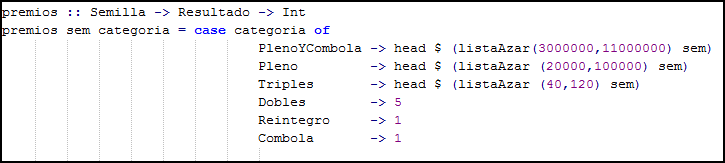 premios :: Semilla -> Resultado -> Int
premios sem categoria = case categoria of
PlenoYCombola -> head $ (listaAzar(3000000,11000000) sem)
Pleno -> head $ (listaAzar (20000,100000) sem)
Triples -> head $ (listaAzar (40,120) sem)
Dobles -> 5
Reintegro -> 1
Combola -> 1